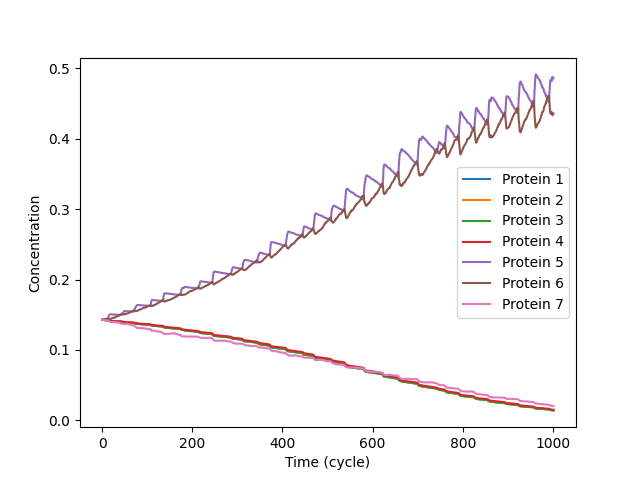 0.5
0.4
0.3
0.2
0.1
0.0
Concentration
0
200
400
600
800
1000
Time (cycle)
Protein 1
Protein 2
Protein 3
Protein 4
Protein 5
Protein 6
Protein 7